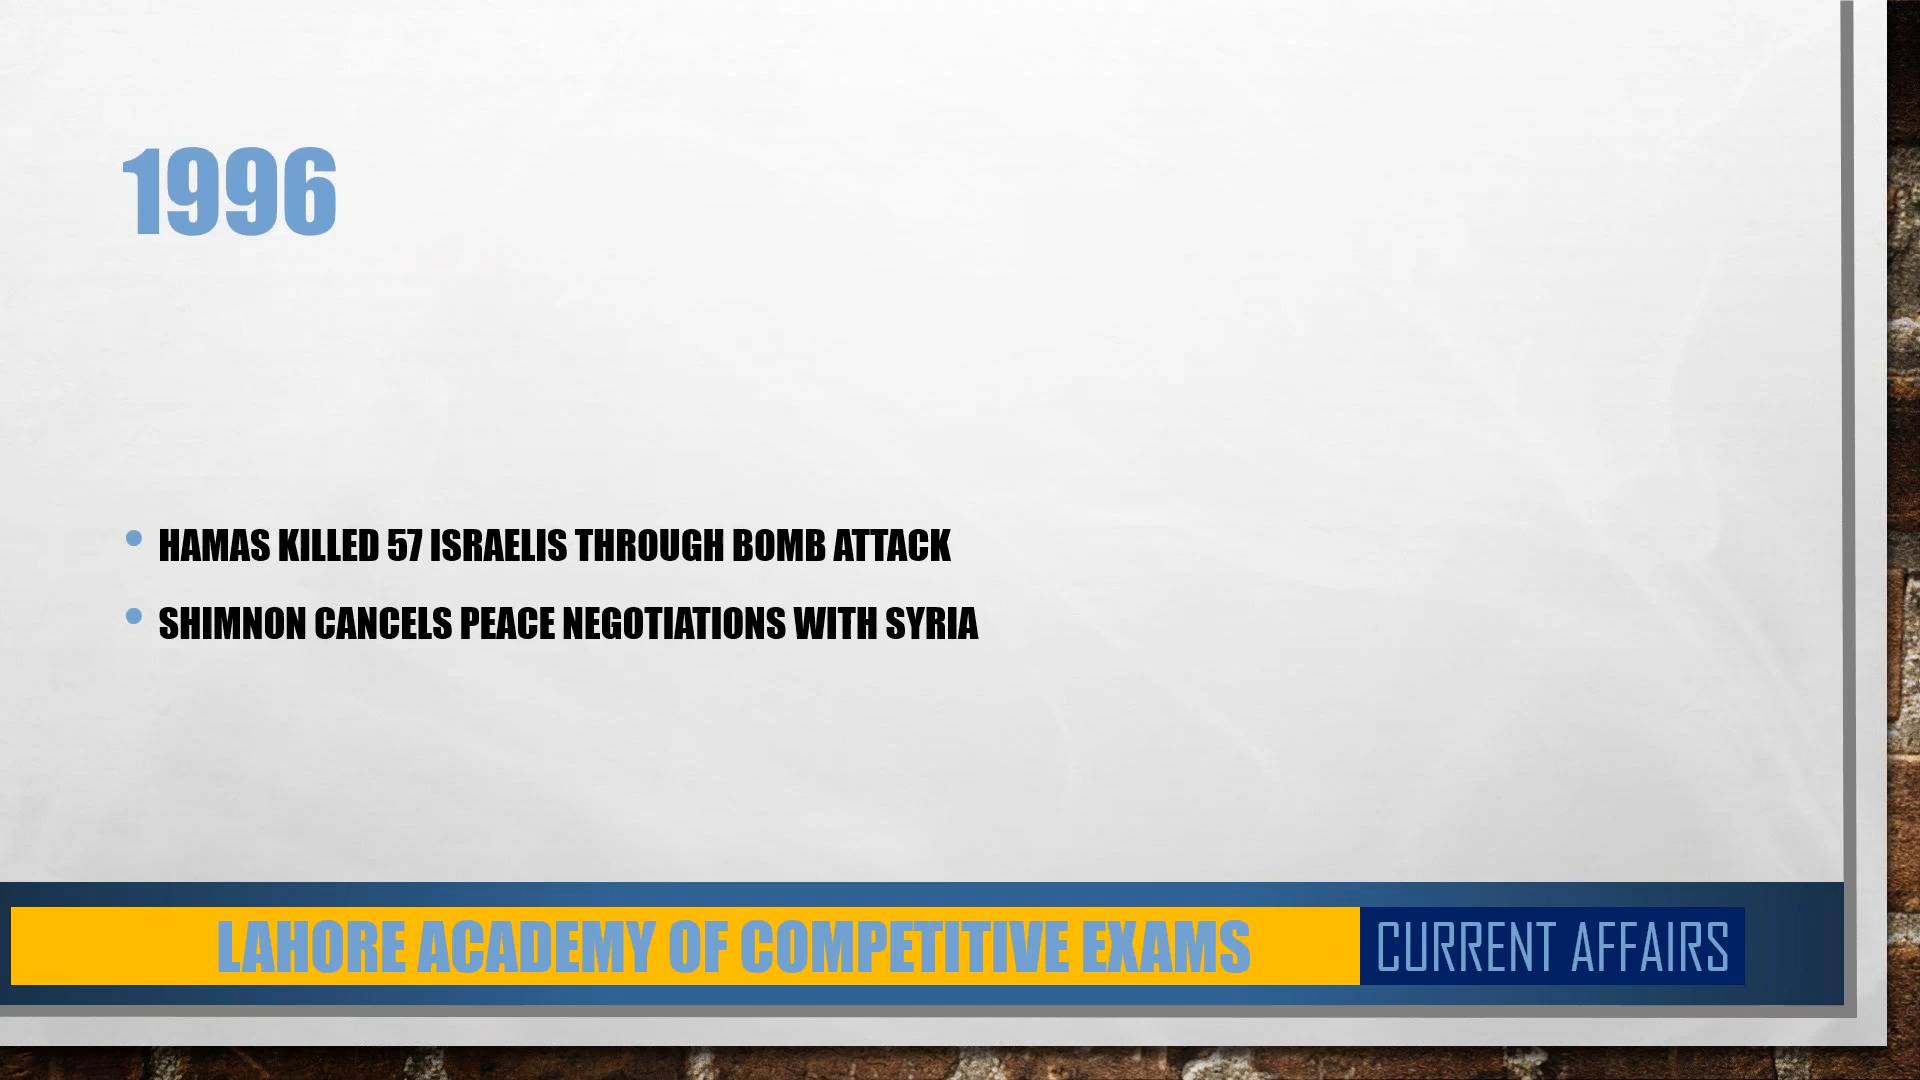 1996
• HAMAS KILLED 57 ISRAELIS THROUGH BOMB ATTACK
• SHIMNON CANCELS PEACE NEGOTIATIONS WITH SYRIA
LAHORE ACADEMY OF COMPETITIVE EXAMS
CURRENT AFFAIRS